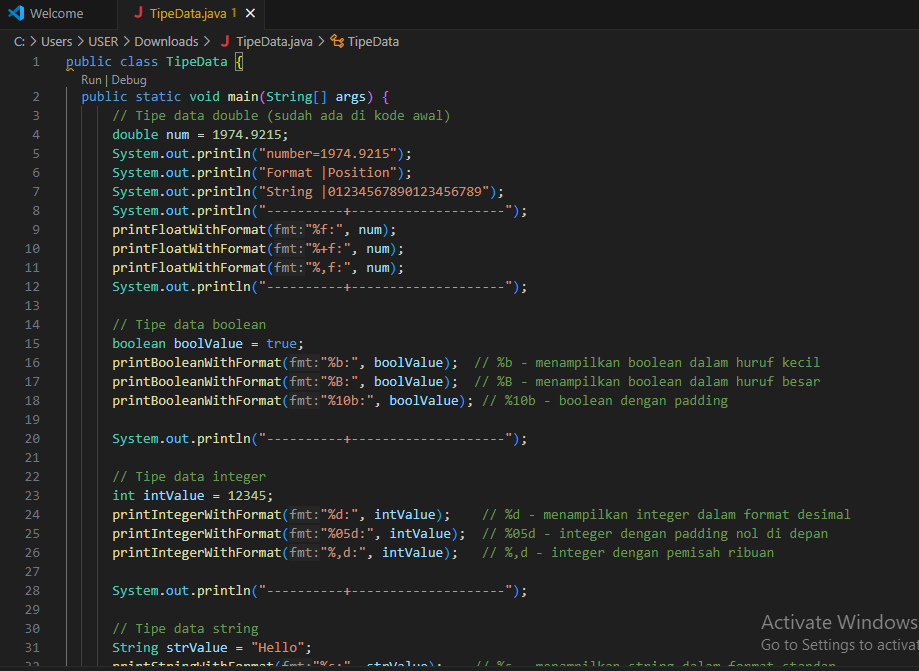 Welcome
J TipeData.java 1 ×
C: > Users > USER > Downloads > J TipeData.java > TipeData
1 public class TipeData {
Run | Debug
2 public static void main(String[] args) {
3 // Tipe data double (sudah ada di kode awal)
4 double num = 1974.9215;
5 System.out.println("number=1974.9215");
6 System.out.println("Format |Position");
7 System.out.println("String |01234567890123456789");
8 System.out.println("----------+--------------------");
9 printFloatWithFormat(fmt:"%f:", num);
10 printFloatWithFormat(fmt:"%+f:", num);
11 printFloatWithFormat(fmt:"%,f:", num);
12 System.out.println("----------+--------------------");
13
14 // Tipe data boolean
15 boolean boolValue = true;
16 printBooleanWithFormat(fmt:"%b:", boolValue); // %b - menampilkan boolean dalam huruf kecil
17 printBooleanWithFormat(fmt:"%B:", boolValue); // %B - menampilkan boolean dalam huruf besar
18 printBooleanWithFormat(fmt:"%10b:", boolValue); // %10b - boolean dengan padding
19
20 System.out.println("----------+--------------------");
21
22 // Tipe data integer
23 int intValue = 12345;
24 printIntegerWithFormat(fmt:"%d:", intValue); // %d - menampilkan integer dalam format desimal
25 printIntegerWithFormat(fmt:"%05d:", intValue); // %05d - integer dengan padding nol di depan
26 printIntegerWithFormat(fmt:"%,d:", intValue); // %,d - integer dengan pemisah ribuan
27
28 System.out.println("----------+--------------------");
29
30 // Tipe data string
31 String strValue = "Hello";
32 printStringWithFormat(fmt:"%s:", strValue); // %s - menampilkan string dalam format standar
Activate Windows
Go to Settings to activat